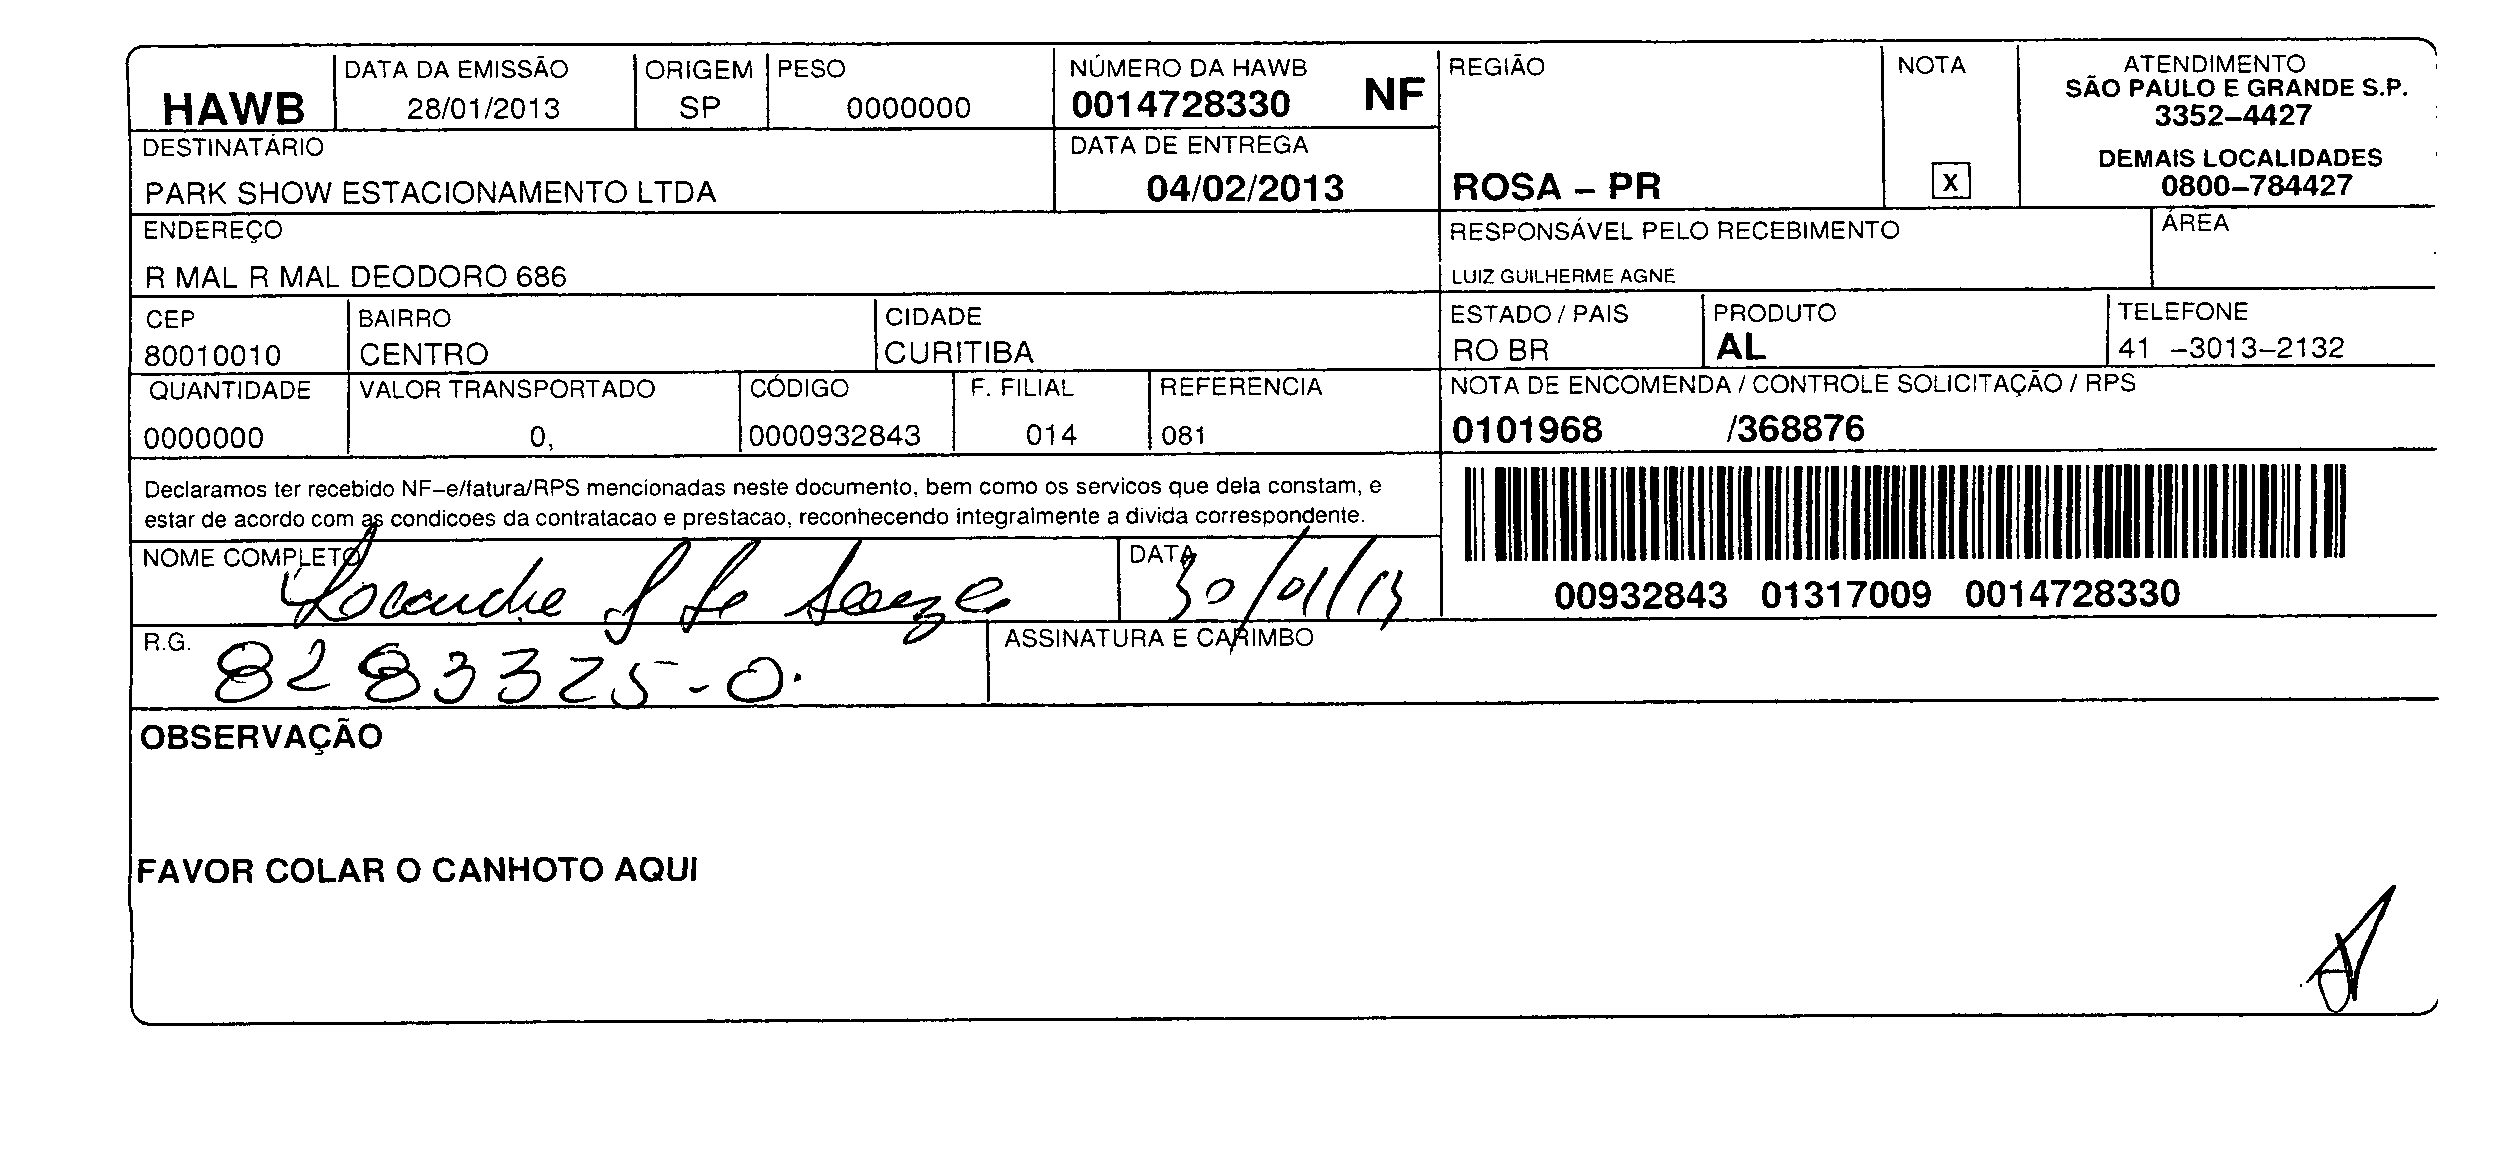 HAWB
DATA DA EMISSÃO
28/01/2013
ORIGEM
SP
PESO
0000000
NÚMERO DA HAWB
0014728330 NF
REGIÃO
ROSA – PR
NOTA
X
ATENDIMENTO
SÃO PAULO E GRANDE S.P.
3352–4427
DEMAIS LOCALIDADES
0800–784427
DESTINATÁRIO
PARK SHOW ESTACIONAMENTO LTDA
DATA DE ENTREGA
04/02/2013
ENDEREÇO
R MAL R MAL DEODORO 686
RESPONSÁVEL PELO RECEBIMENTO
LUIZ GUILHERME AGNE
ÁREA
CEP
80010010
BAIRRO
CENTRO
CIDADE
CURITIBA
ESTADO / PAIS
RO BR
PRODUTO
AL
TELEFONE
41 –3013–2132
QUANTIDADE
0000000
VALOR TRANSPORTADO
0,
CÓDIGO
0000932843
F. FILIAL
014
REFERENCIA
081
NOTA DE ENCOMENDA / CONTROLE SOLICITAÇÃO / RPS
0101968 /368876
Declaramos ter recebido NF–e/fatura/RPS mencionadas neste documento, bem como os servicos que dela constam, e
estar de acordo com as condicoes da contratacao e prestacao, reconhecendo integralmente a divida correspondente.
00932843 01317009 0014728330
NOME COMPLETO
DATA
30/01/13
R.G.
8283325-0.
ASSINATURA E CARIMBO
OBSERVAÇÃO
FAVOR COLAR O CANHOTO AQUI